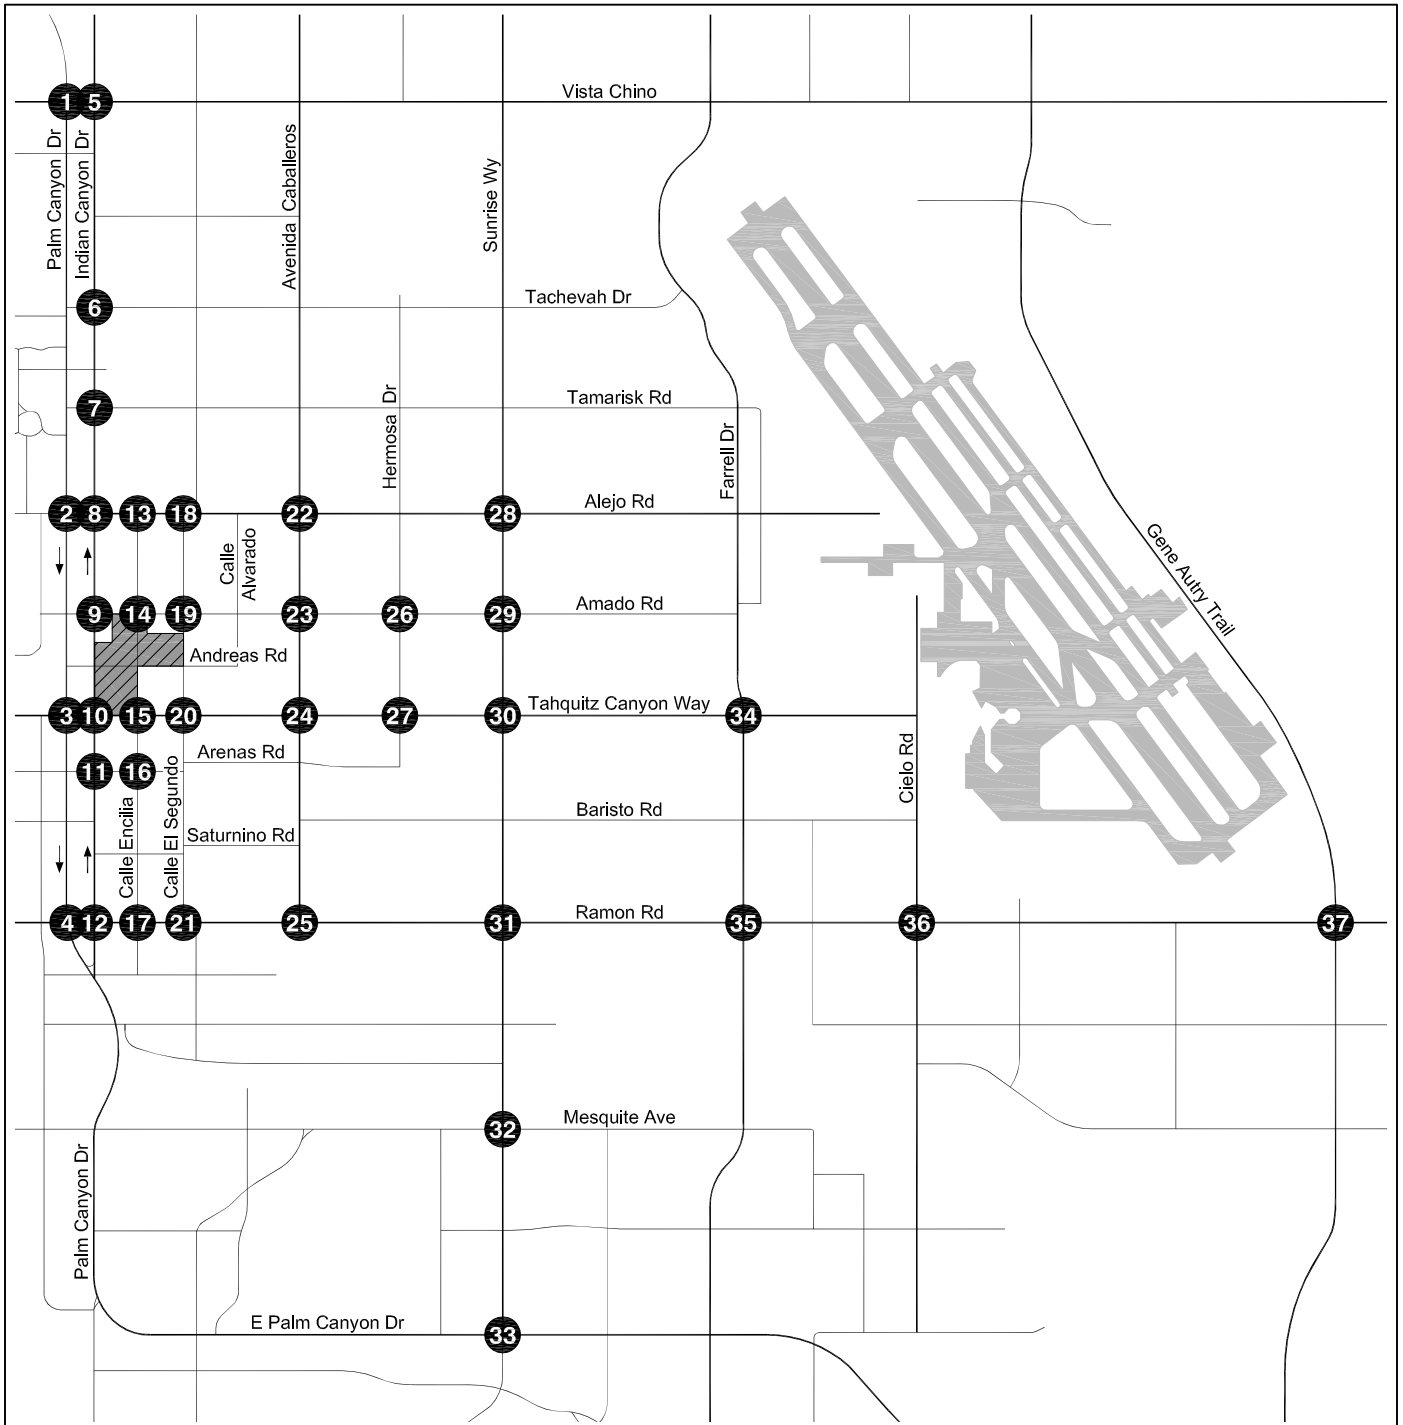 Vista Chino
1
5
Palm Canyon Dr
Indian Canyon Dr
Avenida Caballeros
Sunrise Wy
6
Tachevah Dr
7
Hermosa Dr
Tamarisk Rd
Farrell Dr
2
8
13
18
22
28
Alejo Rd
Calle
Alvarado
Gene Autry Trail
9
14
19
23
26
29
Amado Rd
Andreas Rd
3
10
15
20
24
27
30
Tahquitz Canyon Way
34
Arenas Rd
11
16
Cielo Rd
Calle Encilia
Calle El Segundo
Baristo Rd
Saturnino Rd
4
12
17
21
25
31
Ramon Rd
35
36
37
32
Mesquite Ave
Palm Canyon Dr
E Palm Canyon Dr
33